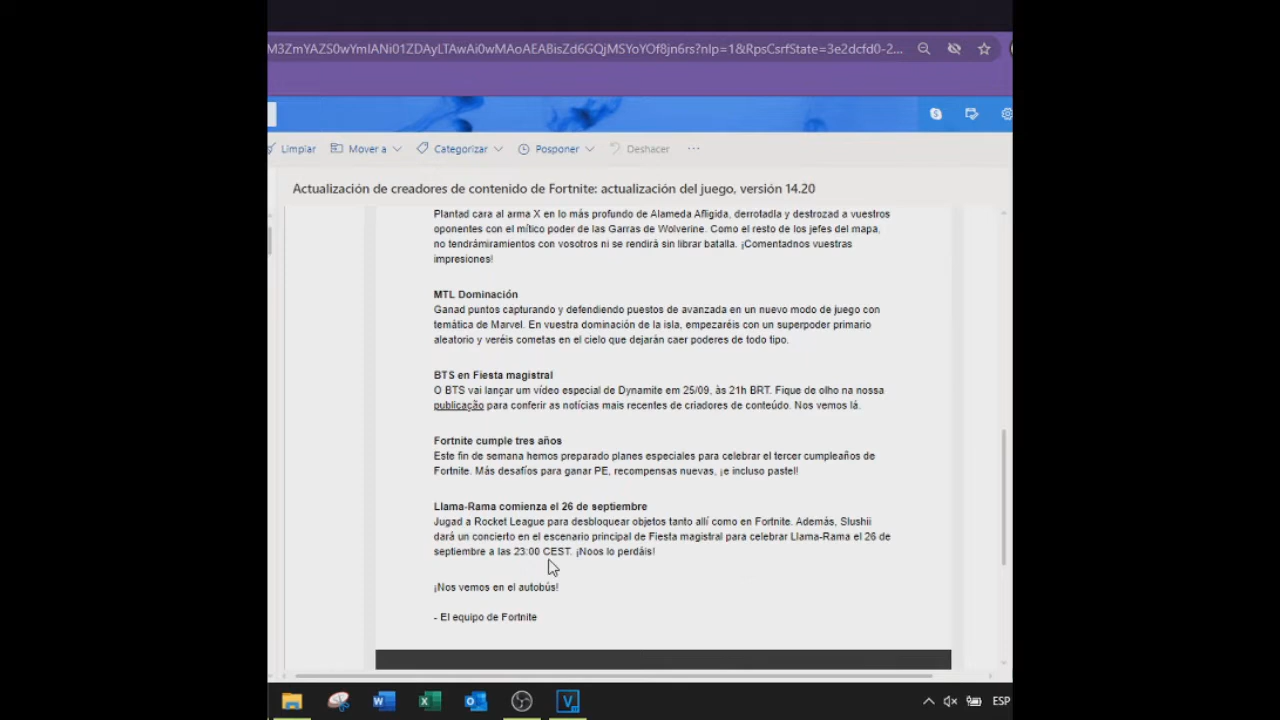 M3ZmYAZS0wYmIANi01ZDAyLTAwAi0wMAoAEABisZd6GQjMSYoYOf8jn6rs?nlp=1&RpsCsrfState=3e2dcfd0-2...
Limpiar Mover a Categorizar Posponer Deshacer ...
Actualización de creadores de contenido de Fortnite: actualización del juego, versión 14.20
Plantad cara al arma X en lo más profundo de Alameda Afligida, derrotadla y destrozad a vuestros
oponentes con el mítico poder de las Garras de Wolverine. Como el resto de los jefes del mapa,
no tendrámiramientos con vosotros ni se rendirá sin librar batalla. ¡Comentadnos vuestras
impresiones!
MTL Dominación
Ganad puntos capturando y defendiendo puestos de avanzada en un nuevo modo de juego con
temática de Marvel. En vuestra dominación de la isla, empezaréis con un superpoder primario
aleatorio y veréis cometas en el cielo que dejarán caer poderes de todo tipo.
BTS en Fiesta magistral
O BTS vai lançar um vídeo especial de Dynamite em 25/09, às 21h BRT. Fique de olho na nossa
publicação para conferir as notícias mais recentes de criadores de conteúdo. Nos vemos lá.
Fortnite cumple tres años
Este fin de semana hemos preparado planes especiales para celebrar el tercer cumpleaños de
Fortnite. Más desafíos para ganar PE, recompensas nuevas, ¡e incluso pastel!
Llama-Rama comienza el 26 de septiembre
Jugad a Rocket League para desbloquear objetos tanto allí como en Fortnite. Además, Slushii
dará un concierto en el escenario principal de Fiesta magistral para celebrar Llama-Rama el 26 de
septiembre a las 23:00 CEST. ¡Noos lo perdáis!
¡Nos vemos en el autobús!
- El equipo de Fortnite
ESP